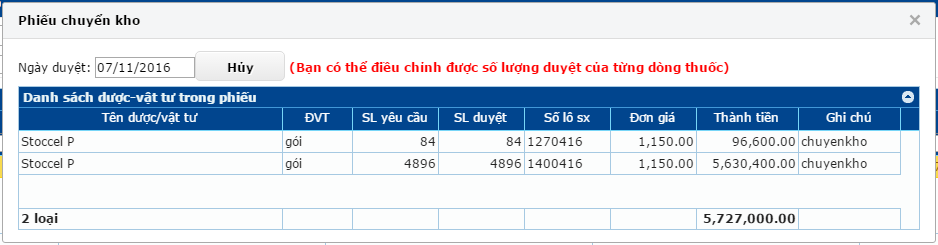 Phiếu chuyển kho
Ngày duyệt: 07/11/2016 Hủy (Bạn có thể điều chỉnh được số lượng duyệt của từng dòng thuốc)
Danh sách dược-vật tư trong phiếu
Tên dược/vật tư ĐVT SL yêu cầu SL duyệt Số lô sx Đơn giá Thành tiền Ghi chú
Stoccel P gói 84 84 1270416 1,150.00 96,600.00 chuyenkho
Stoccel P gói 4896 4896 1400416 1,150.00 5,630,400.00 chuyenkho
2 loại 5,727,000.00